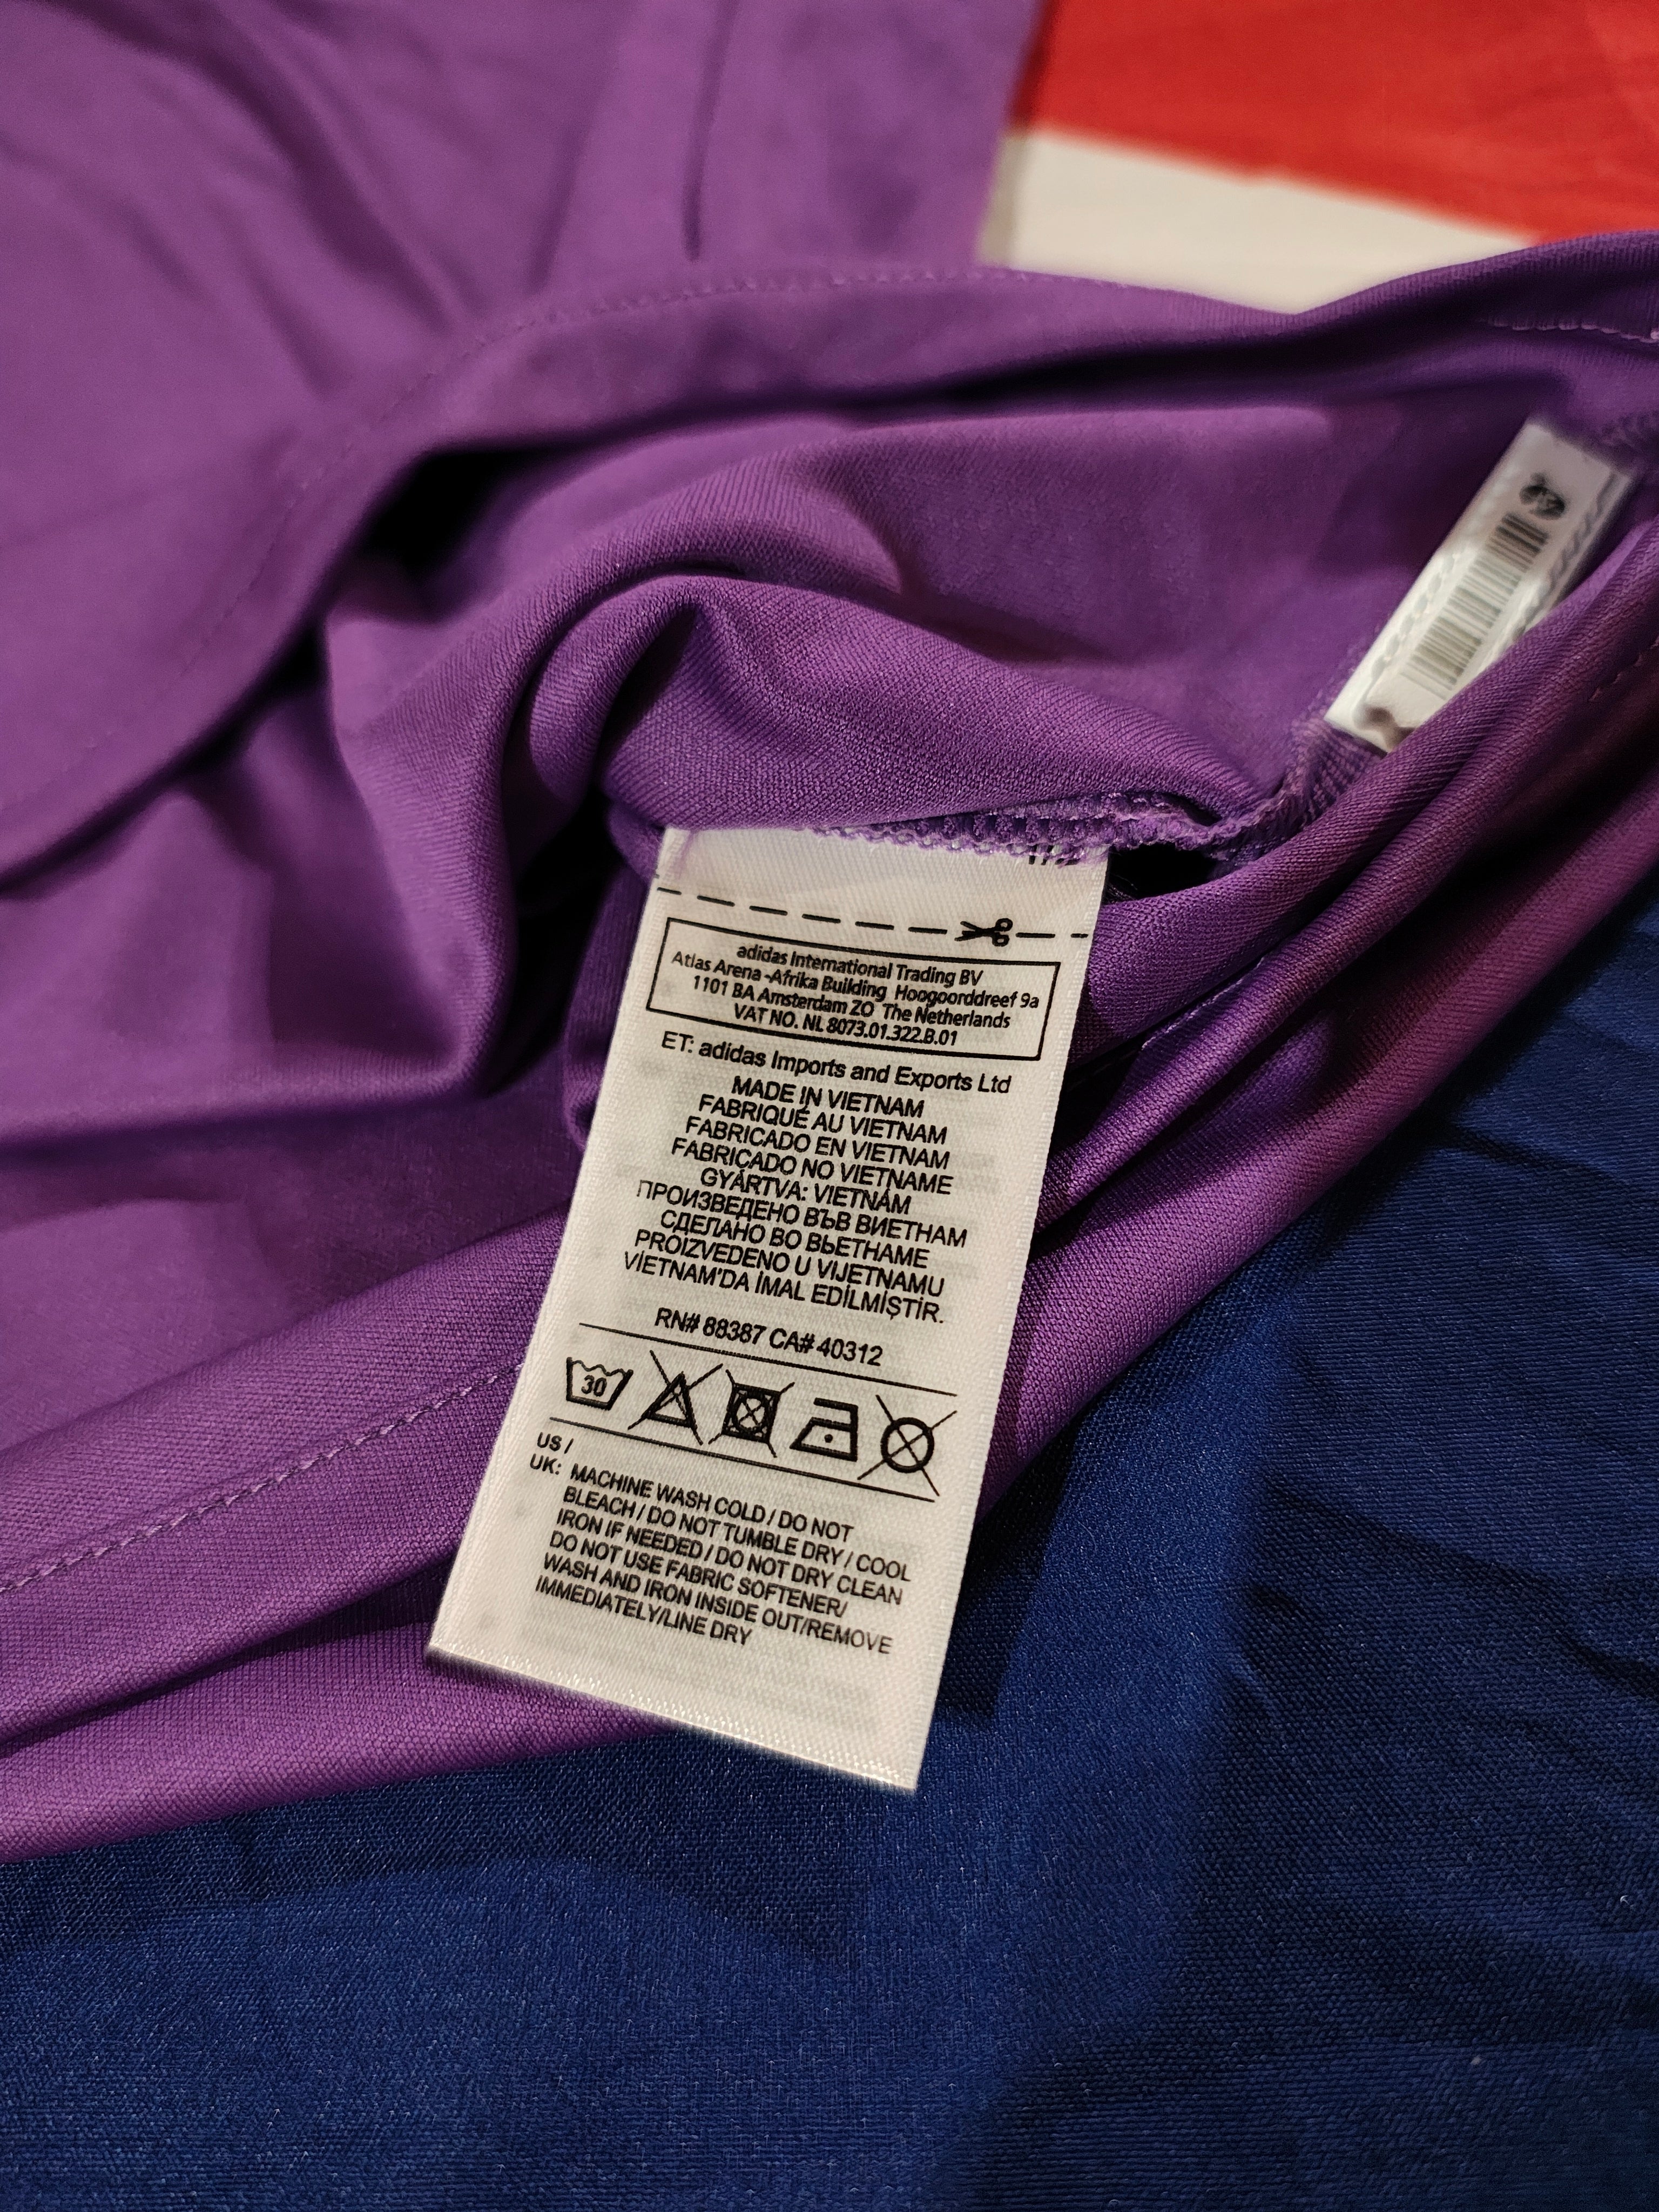 adidas International Trading BV
Atlas Arena -Afrika Building Hoogoorddreef 9a
1101 BA Amsterdam ZO The Netherlands
VAT NO. NL 8073.01.322.B.01
ET: adidas Imports and Exports Ltd
MADE IN VIETNAM
FABRIQUÉ AU VIETNAM
FABRICADO EN VIETNAM
FABRICADO NO VIETNAME
GYÁRTVA: VIETNÁM
ПРОИЗВЕДЕНО ВЪВ ВИЕТНАМ
СДЕЛАНО ВО ВЬЕТНАМЕ
PROIZVEDENO U VIJETNAMU
VİETNAM'DA İMAL EDİLMİŞTİR.
RN# 88387 CA# 40312
30
US /
UK: MACHINE WASH COLD / DO NOT
BLEACH / DO NOT TUMBLE DRY / COOL
IRON IF NEEDED / DO NOT DRY CLEAN
DO NOT USE FABRIC SOFTENER/
WASH AND IRON INSIDE OUT/REMOVE
IMMEDIATELY/LINE DRY